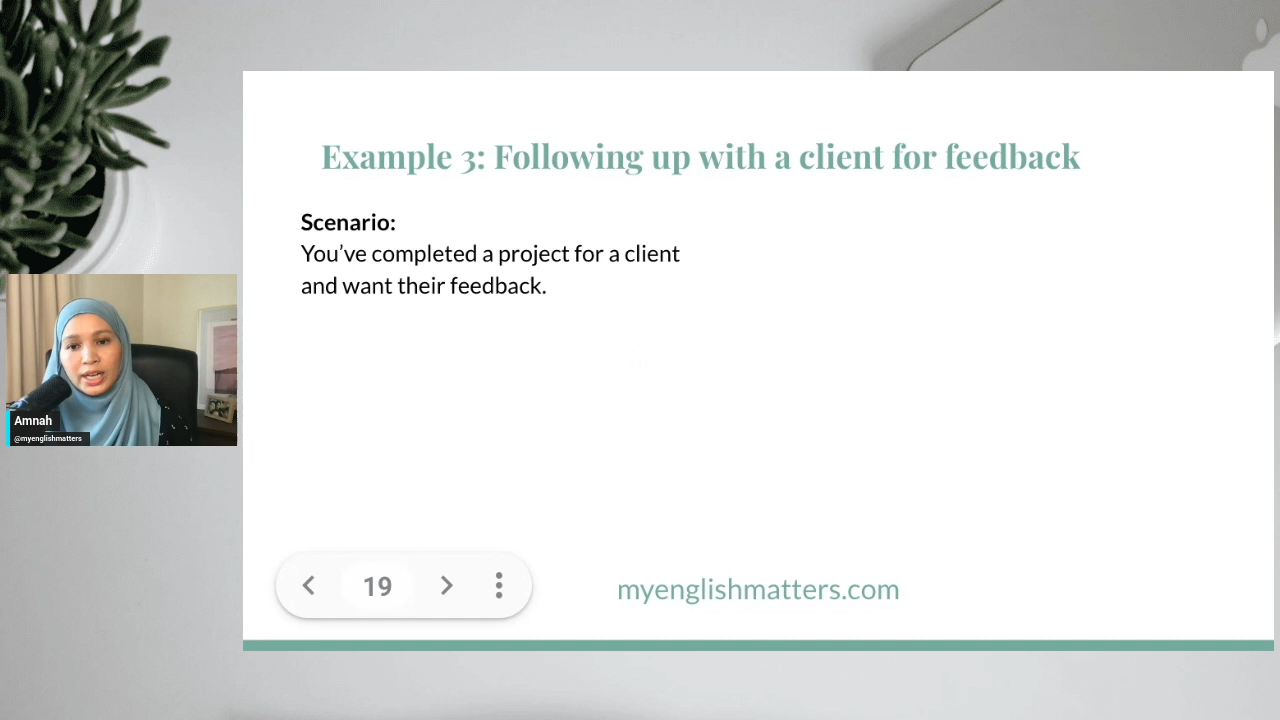 Example 3: Following up with a client for feedback
Scenario:
You've completed a project for a client
and want their feedback.
Amnah
@myenglishmatters
19
myenglishmatters.com